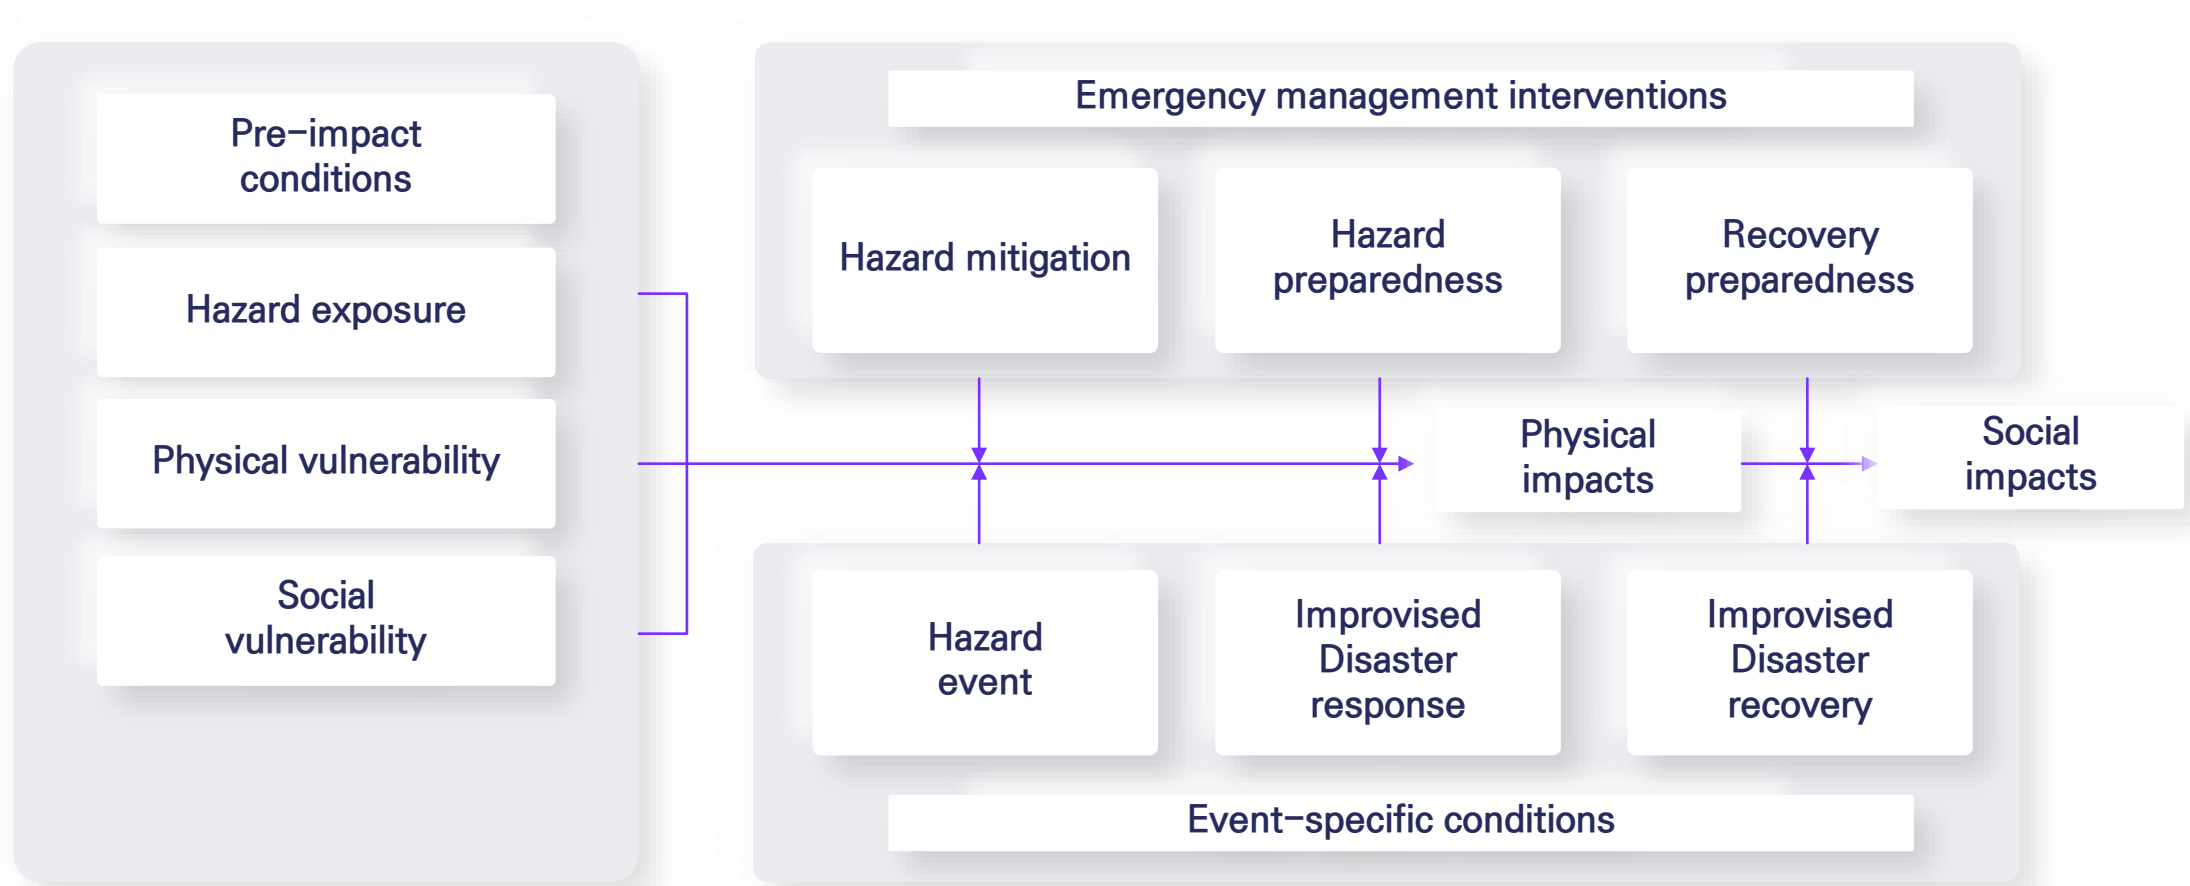 Pre-impact
conditions
Hazard exposure
Physical vulnerability
Social
vulnerability
Emergency management interventions
Hazard mitigation
Hazard
preparedness
Recovery
preparedness
Physical
impacts
Social
impacts
Hazard
event
Improvised
Disaster
response
Improvised
Disaster
recovery
Event-specific conditions